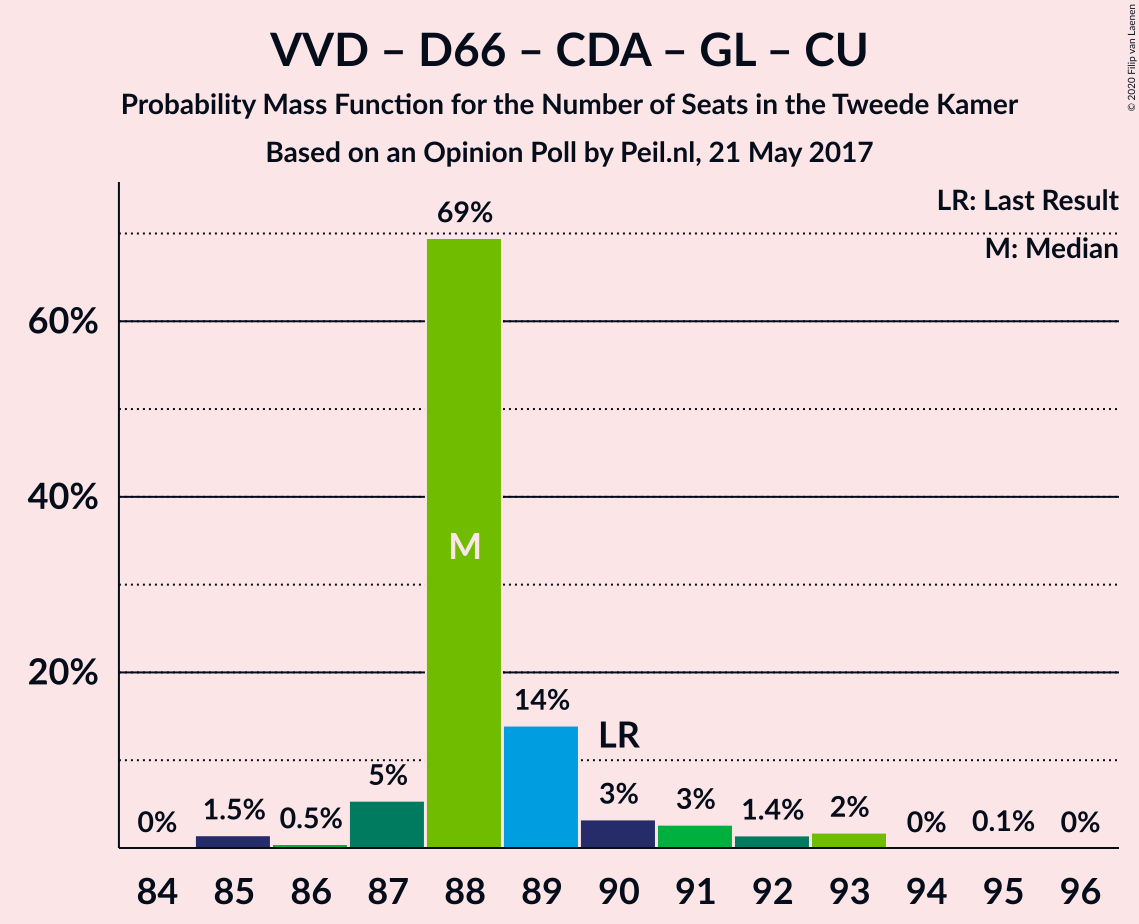 VVD – D66 – CDA – GL – CU
Probability Mass Function for the Number of Seats in the Tweede Kamer
Based on an Opinion Poll by Peil.nl, 21 May 2017
© 2020 Filip van Laenen
LR: Last Result
M: Median
60%
40%
20%
0%
1.5%
0.5%
5%
69%
M
14%
LR
3%
3%
1.4%
2%
0%
0.1%
0%
84 85 86 87 88 89 90 91 92 93 94 95 96